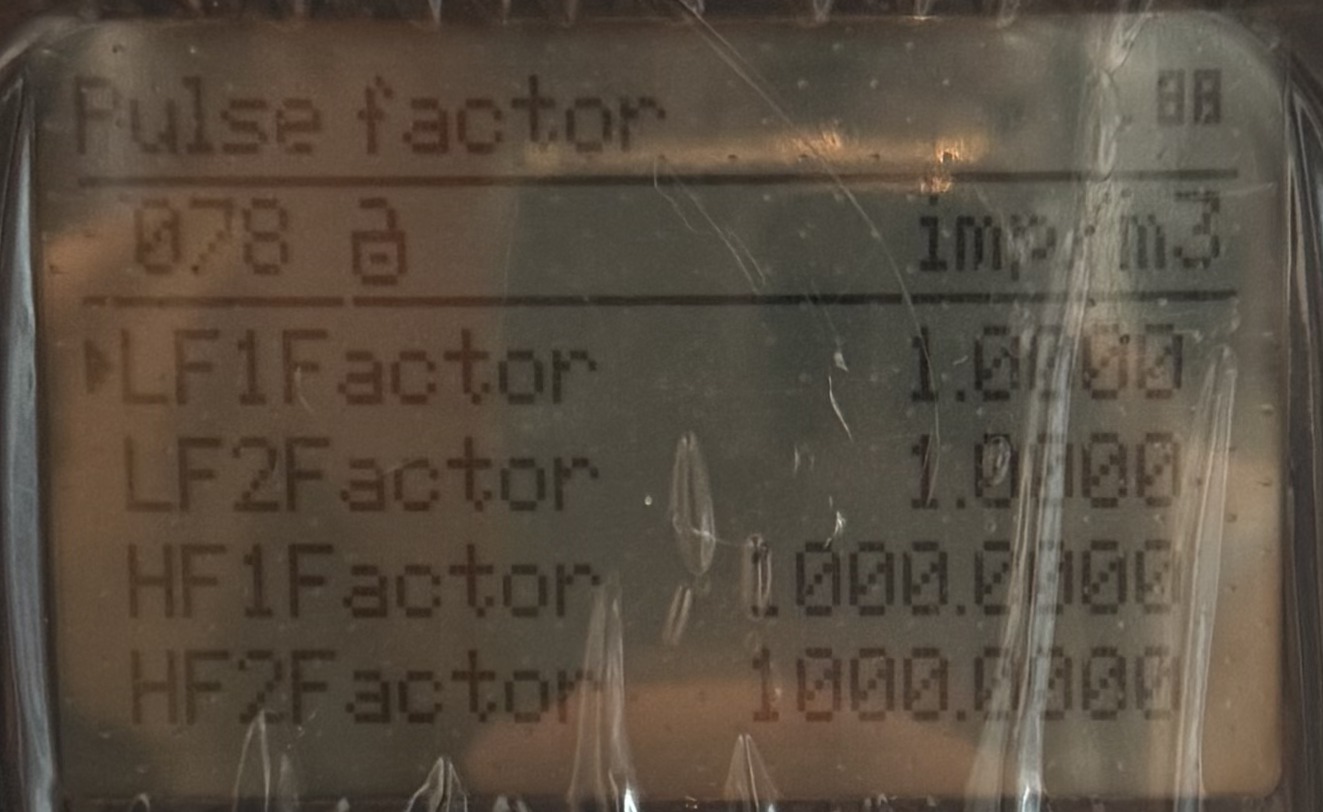 Pulse factor
078 imp/m3
LF1Factor 1.0000
LF2Factor 1.0000
HF1Factor 1000.0000
HF2Factor 1000.0000